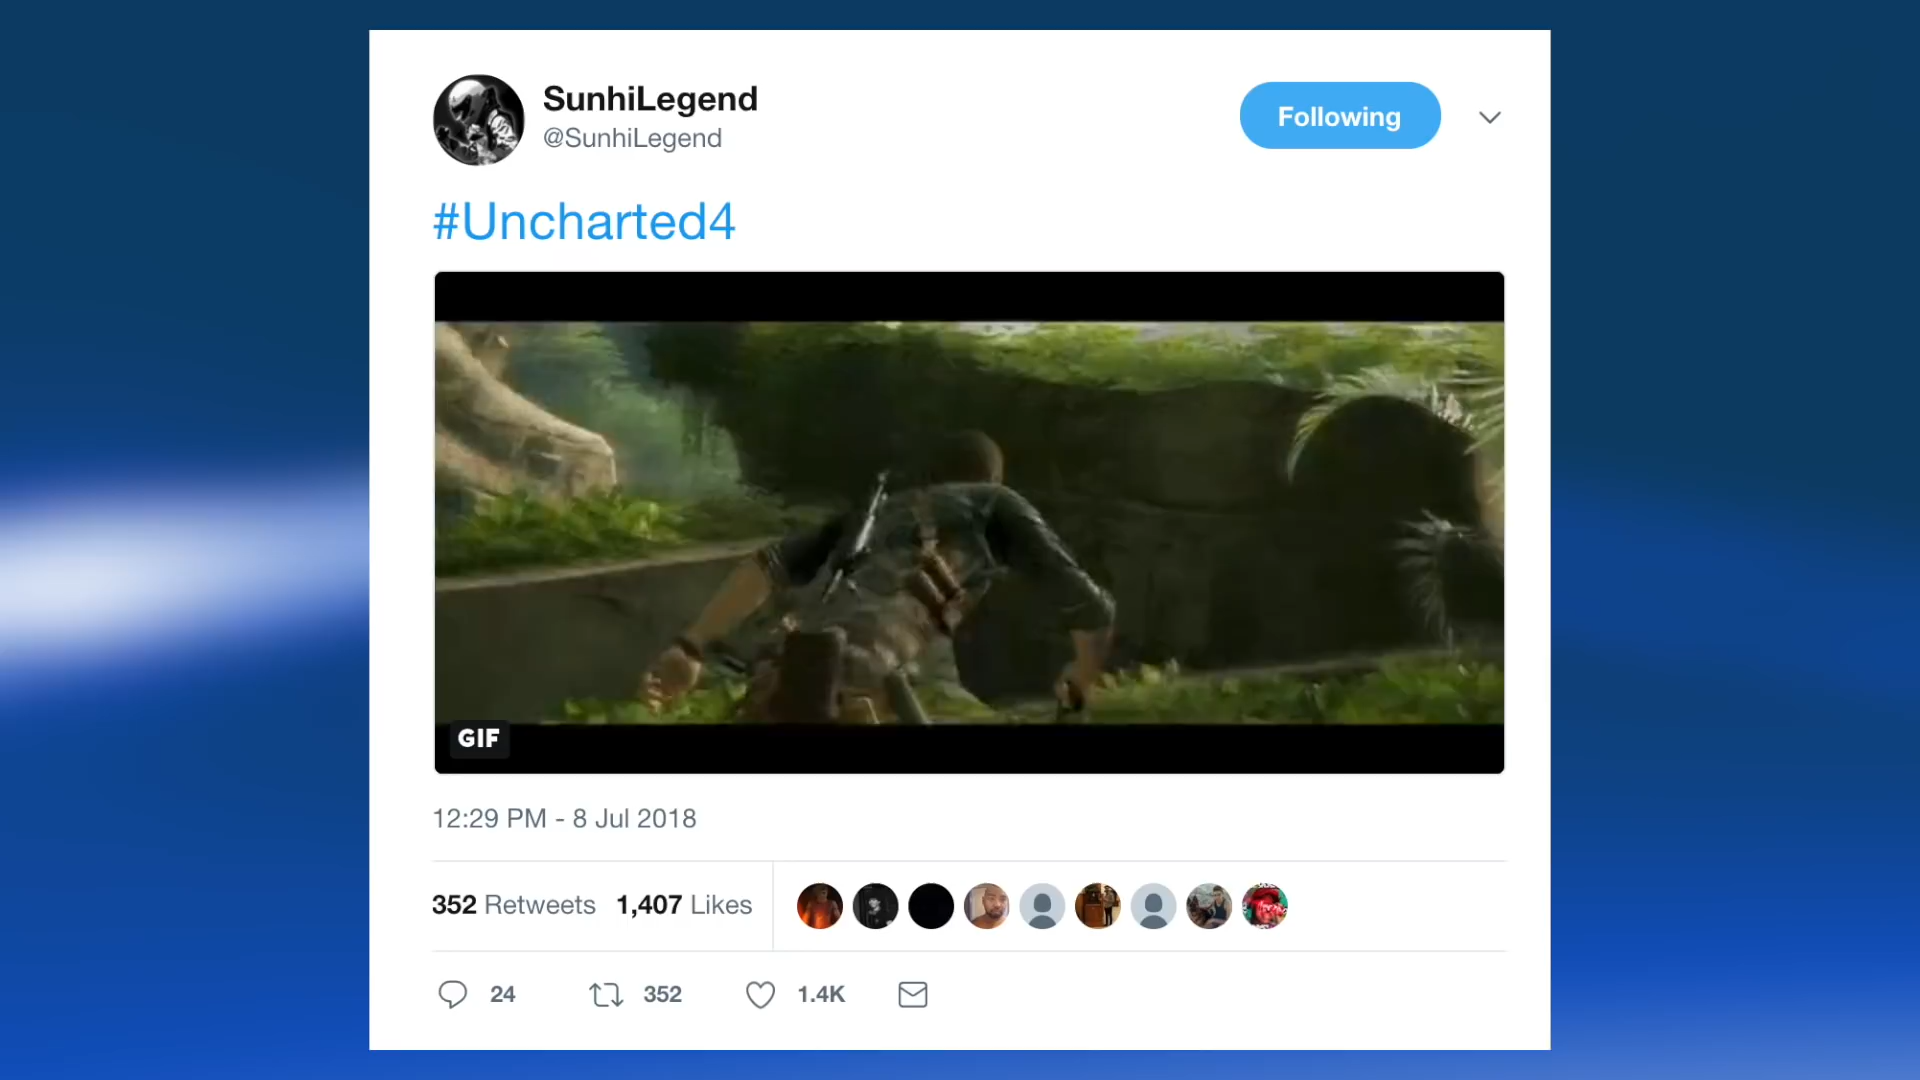 SunhiLegend
@SunhiLegend
Following
#Uncharted4
GIF
12:29 PM - 8 Jul 2018
352 Retweets 1,407 Likes
24 352 1.4K